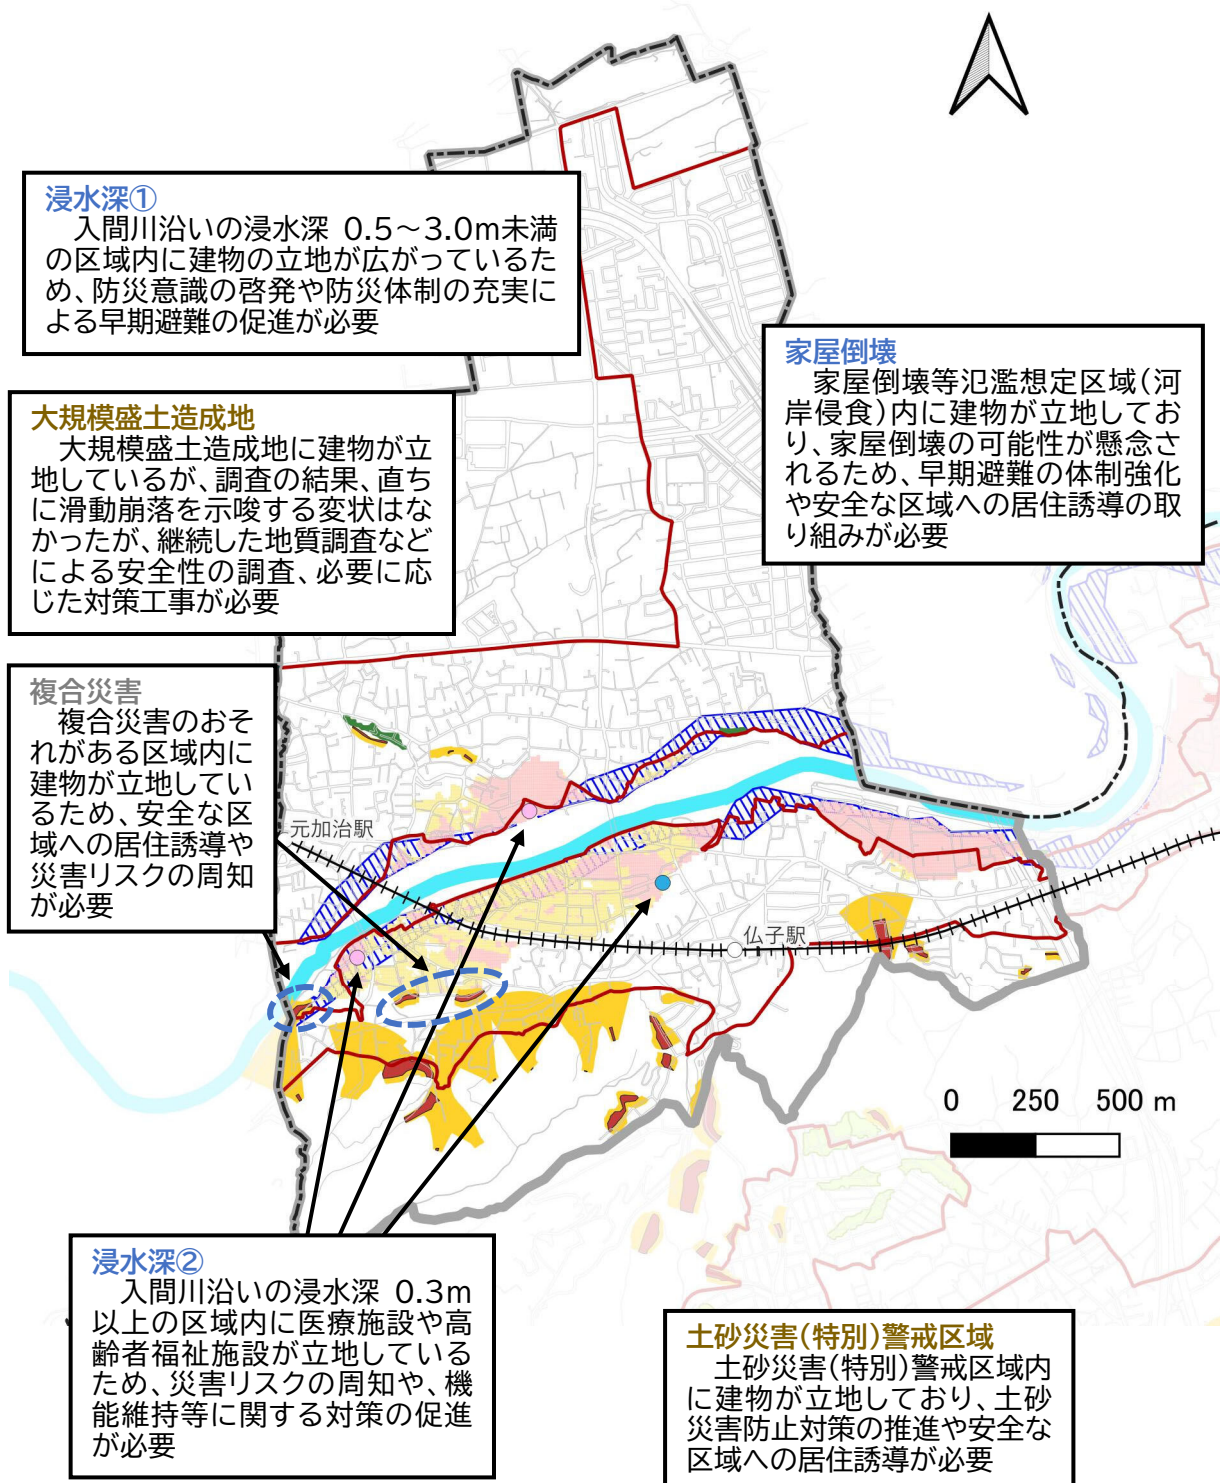 浸水深①
入間川沿いの浸水深 0.5～3.0m未満
の区域内に建物の立地が広がっているた
め、防災意識の啓発や防災体制の充実に
よる早期避難の促進が必要
家屋倒壊
家屋倒壊等氾濫想定区域(河
岸侵食)内に建物が立地してお
り、家屋倒壊の可能性が懸念さ
れるため、早期避難の体制強化
や安全な区域への居住誘導の取
り組みが必要
大規模盛土造成地
大規模盛土造成地に建物が立
地しているが、調査の結果、直ち
に滑動崩落を示唆する変状はな
かったが、継続した地質調査など
による安全性の調査、必要に応
じた対策工事が必要
複合災害
複合災害のおそ
れがある区域内に
建物が立地してい
るため、安全な区
域への居住誘導や
災害リスクの周知
が必要
元加治駅
仏子駅
0 250 500 m
浸水深②
入間川沿いの浸水深 0.3m
以上の区域内に医療施設や高
齢者福祉施設が立地している
ため、災害リスクの周知や、機
能維持等に関する対策の促進
が必要
土砂災害(特別)警戒区域
土砂災害(特別)警戒区域内
に建物が立地しており、土砂
災害防止対策の推進や安全な
区域への居住誘導が必要